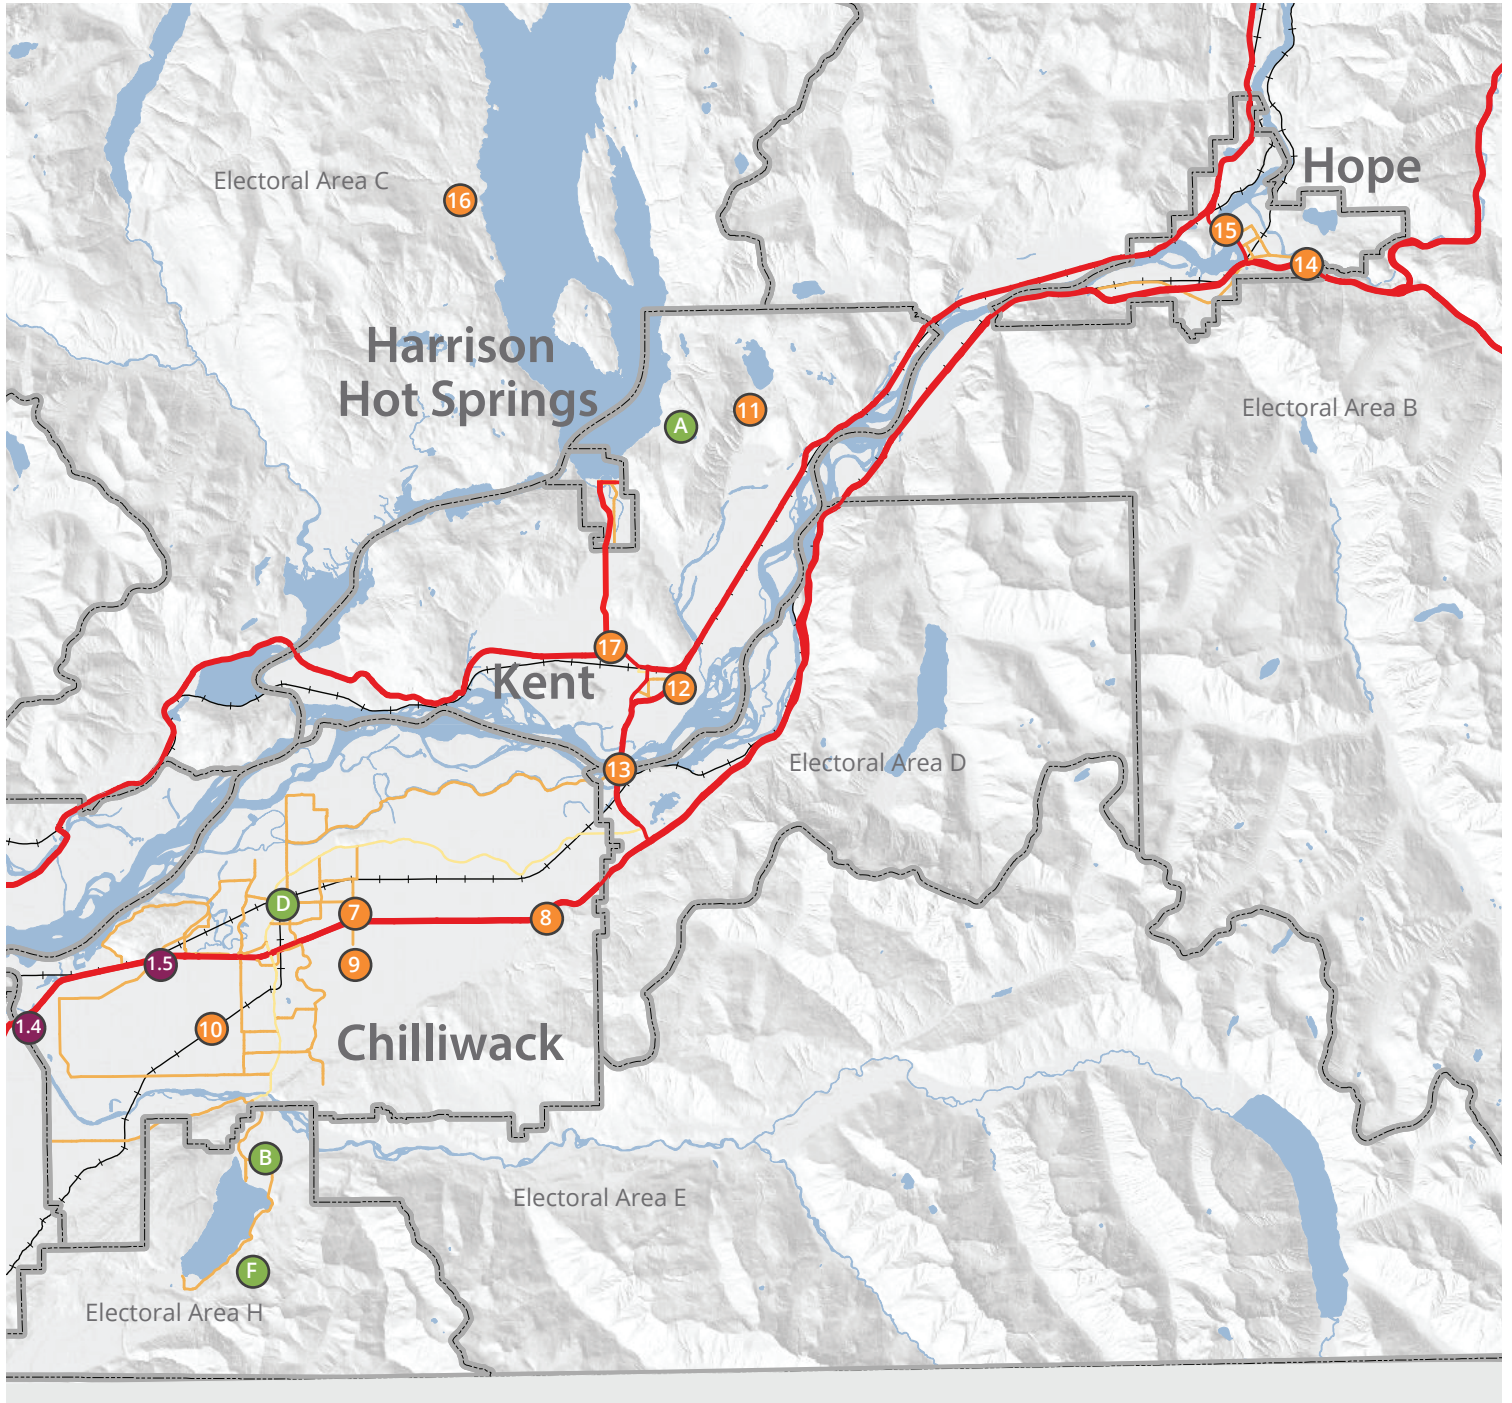 Hope
Electoral Area C
16
15
14
Harrison
Hot Springs
11
A
Electoral Area B
17
Kent
12
13
Electoral Area D
D
7
8
1.5
9
1.4
10
Chilliwack
B
Electoral Area E
F
Electoral Area H